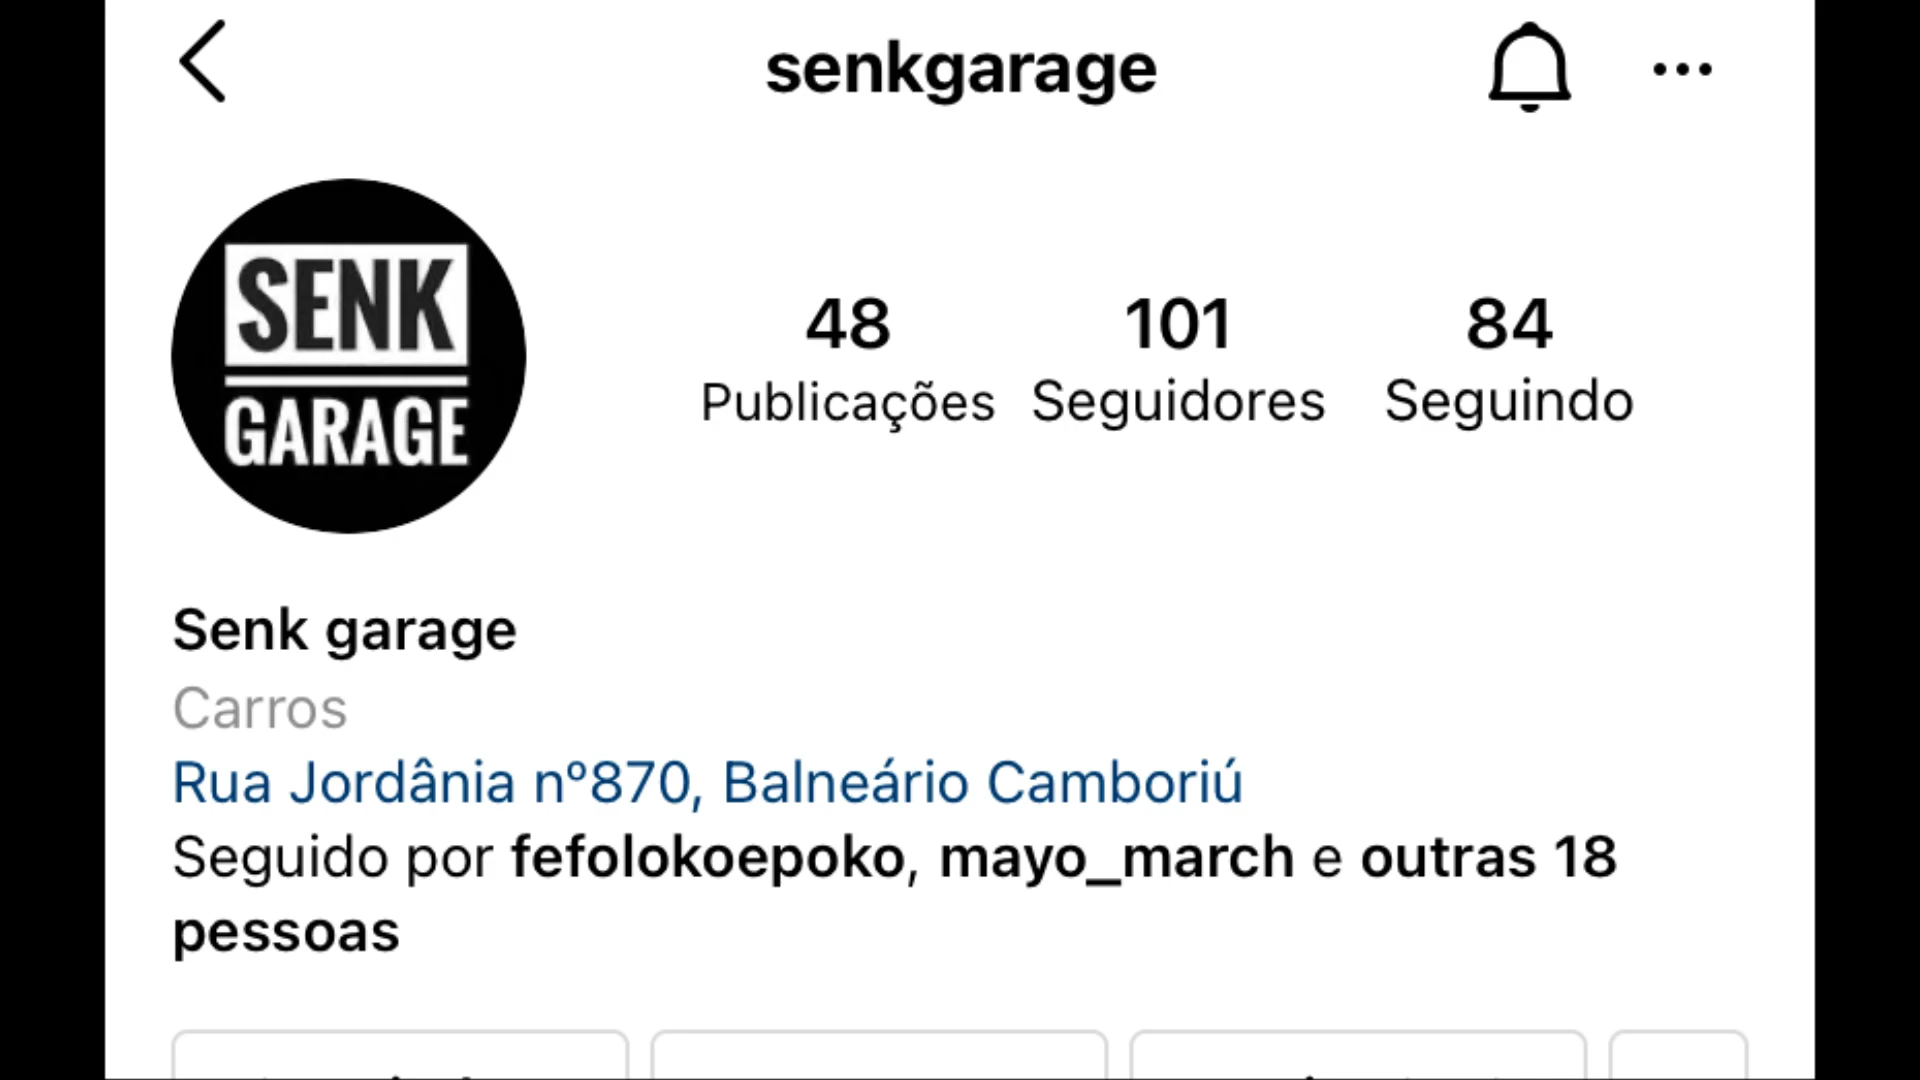 senkgarage
SENK
GARAGE
48 101 84
Publicações Seguidores Seguindo
Senk garage
Carros
Rua Jordânia nº870, Balneário Camboriú
Seguido por fefolokoepoko, mayo_march e outras 18
pessoas